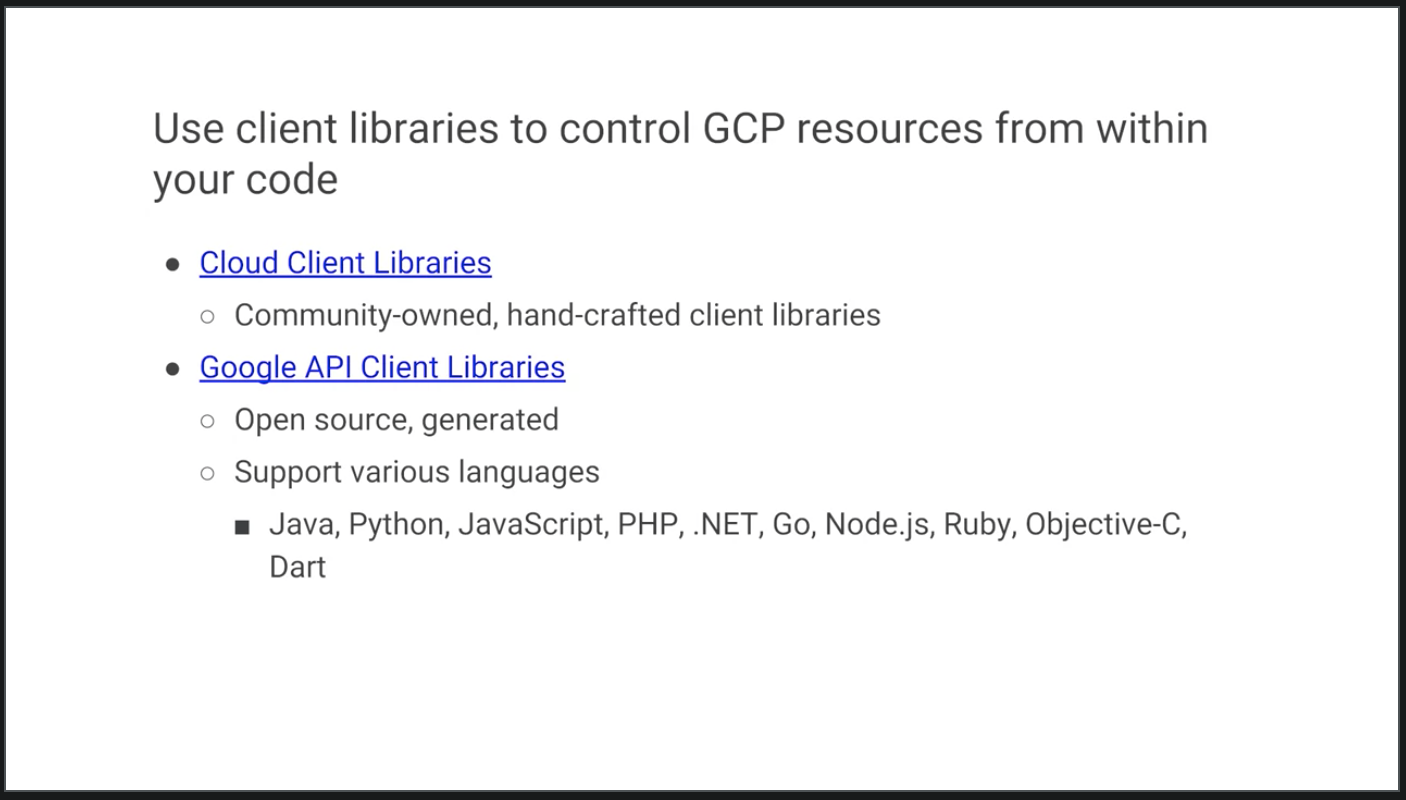 Use client libraries to control GCP resources from within
your code
● Cloud Client Libraries
○ Community-owned, hand-crafted client libraries
● Google API Client Libraries
○ Open source, generated
○ Support various languages
■ Java, Python, JavaScript, PHP, .NET, Go, Node.js, Ruby, Objective-C,
Dart